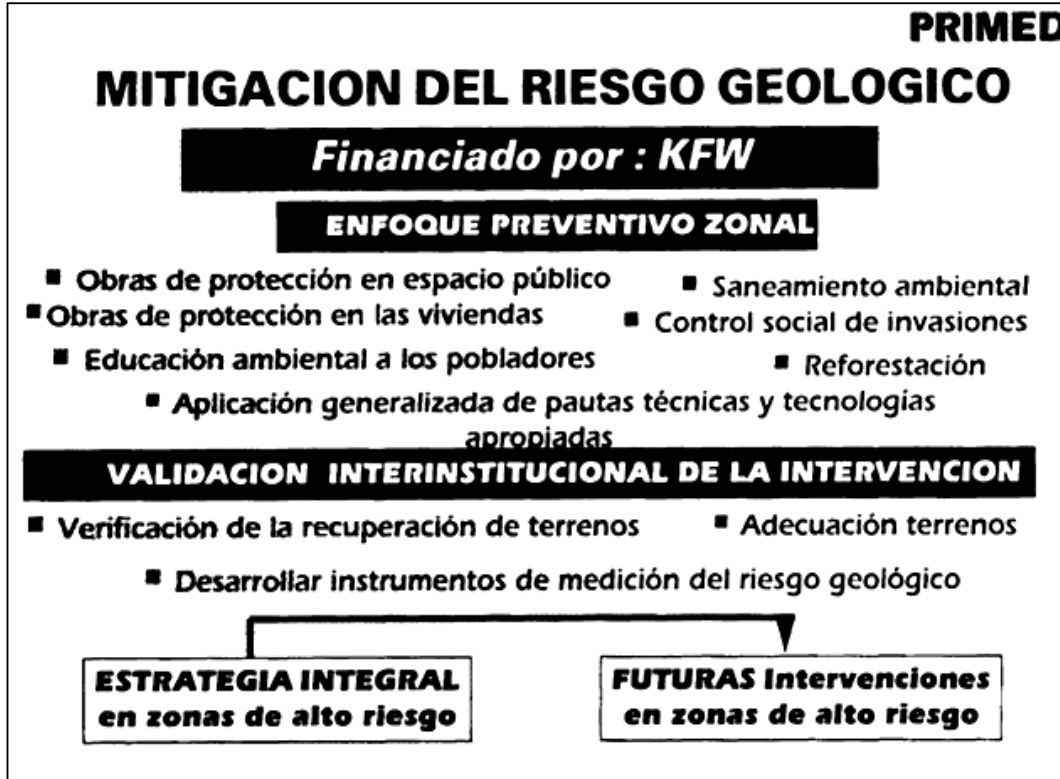 PRIMED
MITIGACION DEL RIESGO GEOLOGICO
Financiado por : KFW
ENFOQUE PREVENTIVO ZONAL
▪ Obras de protección en espacio público
▪ Saneamiento ambiental
▪ Obras de protección en las viviendas
▪ Control social de invasiones
▪ Educación ambiental a los pobladores
▪ Reforestación
▪ Aplicación generalizada de pautas técnicas y tecnologías
apropiadas
VALIDACION INTERINSTITUCIONAL DE LA INTERVENCION
▪ Verificación de la recuperación de terrenos
▪ Adecuación terrenos
▪ Desarrollar instrumentos de medición del riesgo geológico
ESTRATEGIA INTEGRAL
en zonas de alto riesgo
FUTURAS Intervenciones
en zonas de alto riesgo